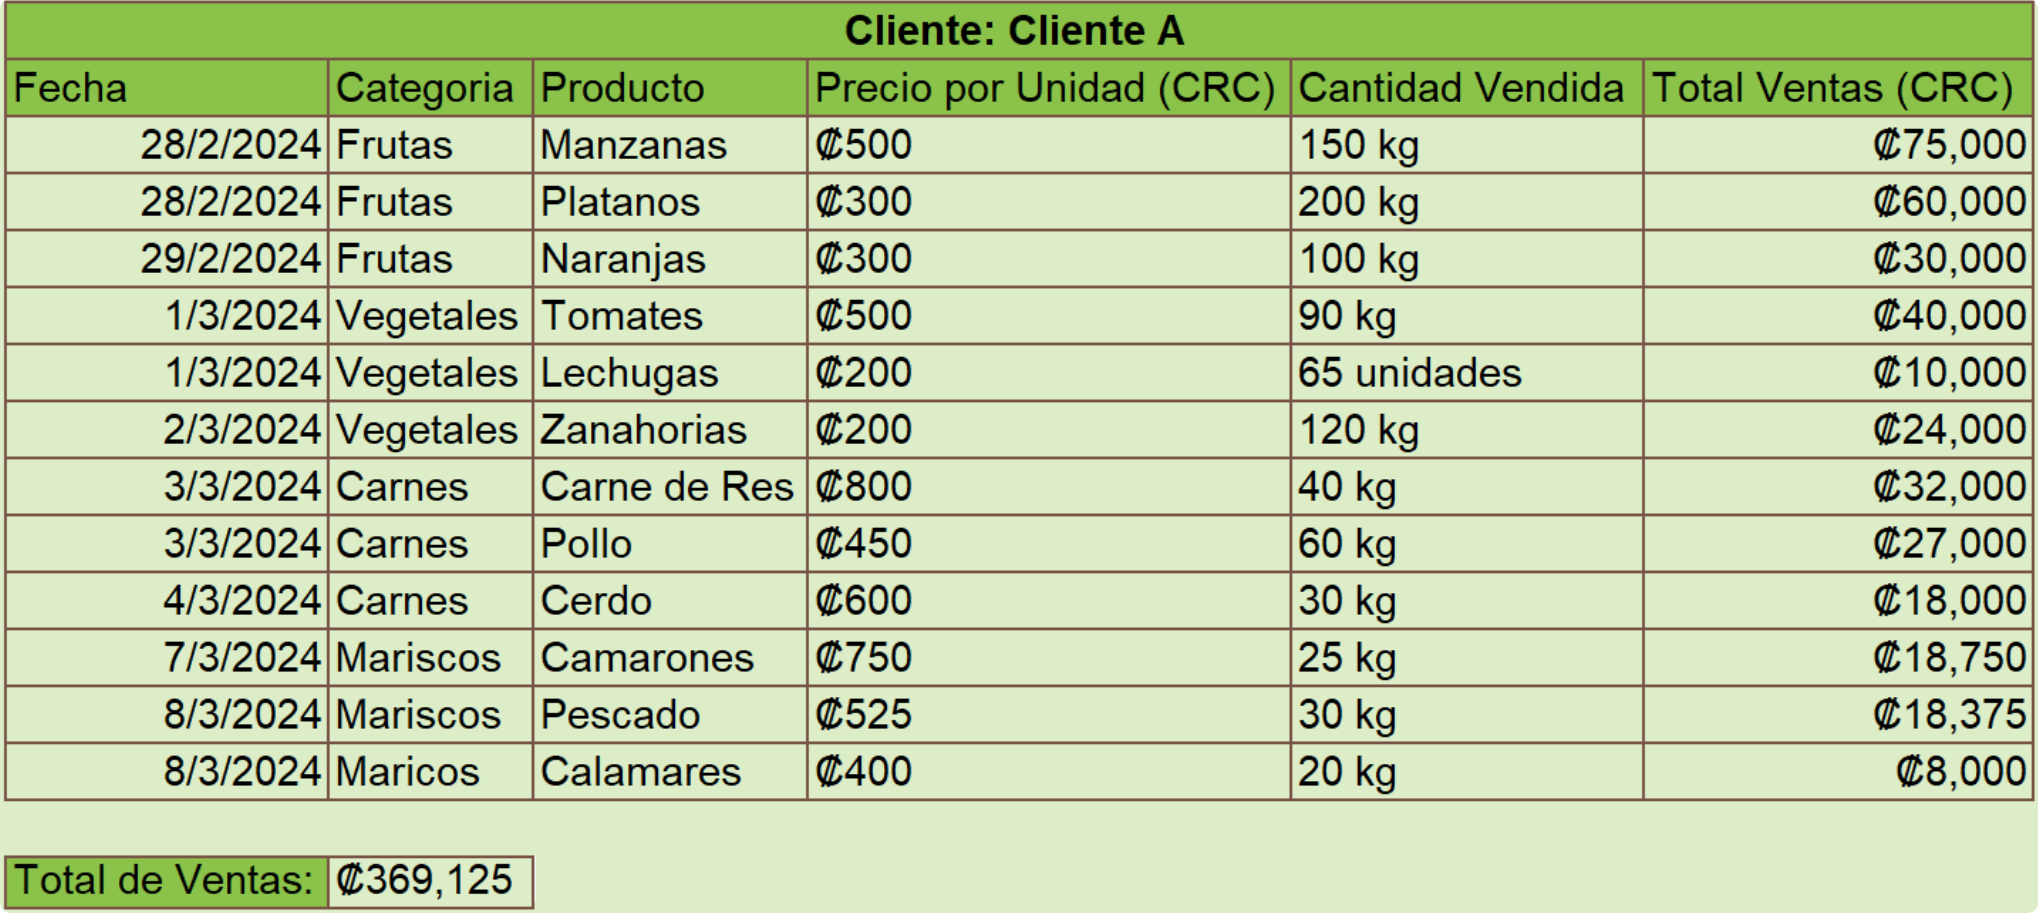 Cliente: Cliente A
Fecha Categoria Producto Precio por Unidad (CRC) Cantidad Vendida Total Ventas (CRC)
28/2/2024 Frutas Manzanas ₡500 150 kg ₡75,000
28/2/2024 Frutas Platanos ₡300 200 kg ₡60,000
29/2/2024 Frutas Naranjas ₡300 100 kg ₡30,000
1/3/2024 Vegetales Tomates ₡500 90 kg ₡40,000
1/3/2024 Vegetales Lechugas ₡200 65 unidades ₡10,000
2/3/2024 Vegetales Zanahorias ₡200 120 kg ₡24,000
3/3/2024 Carnes Carne de Res ₡800 40 kg ₡32,000
3/3/2024 Carnes Pollo ₡450 60 kg ₡27,000
4/3/2024 Carnes Cerdo ₡600 30 kg ₡18,000
7/3/2024 Mariscos Camarones ₡750 25 kg ₡18,750
8/3/2024 Mariscos Pescado ₡525 30 kg ₡18,375
8/3/2024 Maricos Calamares ₡400 20 kg ₡8,000
Total de Ventas: ₡369,125